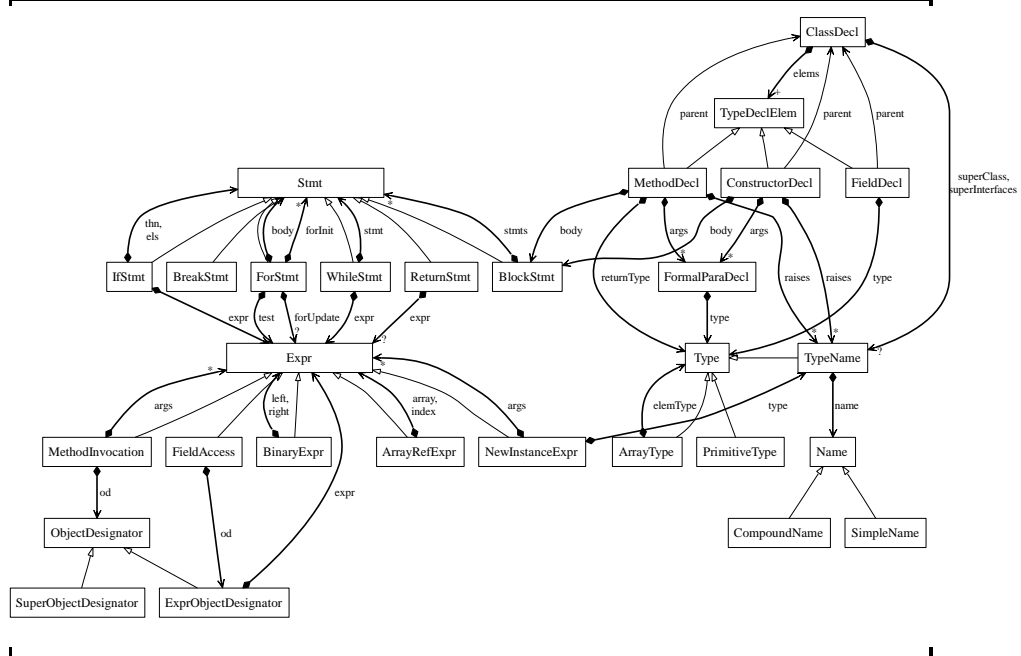 ClassDecl
elems
+
TypeDeclElem
parent
parent
parent
superClass,
superInterfaces
Stmt
MethodDecl
ConstructorDecl
FieldDecl
*
*
thn,
els
body
forInit
stmt
stmts
body
args
body
args
*
*
IfStmt
BreakStmt
ForStmt
WhileStmt
ReturnStmt
BlockStmt
returnType
FormalParaDecl
raises
raises
type
expr
test
forUpdate
expr
expr
type
?
?
*
*
?
Expr
Type
TypeName
*
*
args
left,
right
array,
index
args
elemType
type
name
MethodInvocation
FieldAccess
BinaryExpr
ArrayRefExpr
NewInstanceExpr
ArrayType
PrimitiveType
Name
od
expr
ObjectDesignator
od
CompoundName
SimpleName
SuperObjectDesignator
ExprObjectDesignator